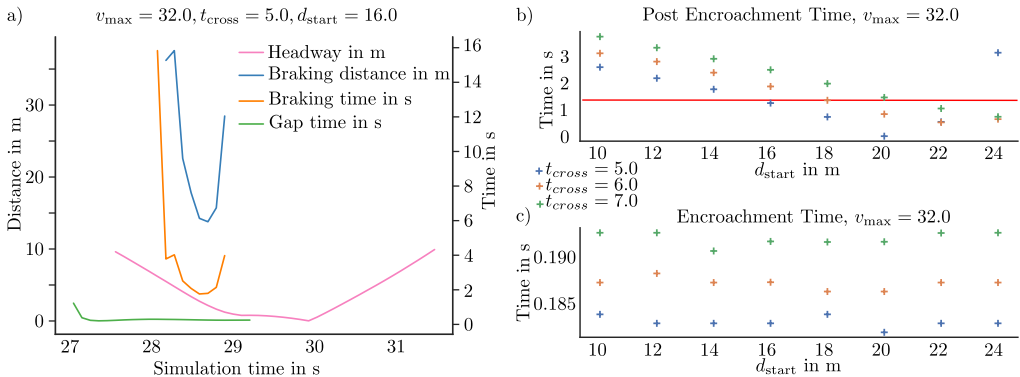 a)
v_max = 32.0, t_cross = 5.0, d_start = 16.0
Headway in m
Braking distance in m
Braking time in s
Gap time in s
Distance in m
30
20
10
0
Time in s
16
14
12
10
8
6
4
2
0
27 28 29 30 31
Simulation time in s
b)
Post Encroachment Time, v_max = 32.0
Time in s
3
2
1
0
10 12 14 16 18 20 22 24
d_start in m
t_cross = 5.0
t_cross = 6.0
t_cross = 7.0
c)
Encroachment Time, v_max = 32.0
Time in s
0.190
0.185
10 12 14 16 18 20 22 24
d_start in m